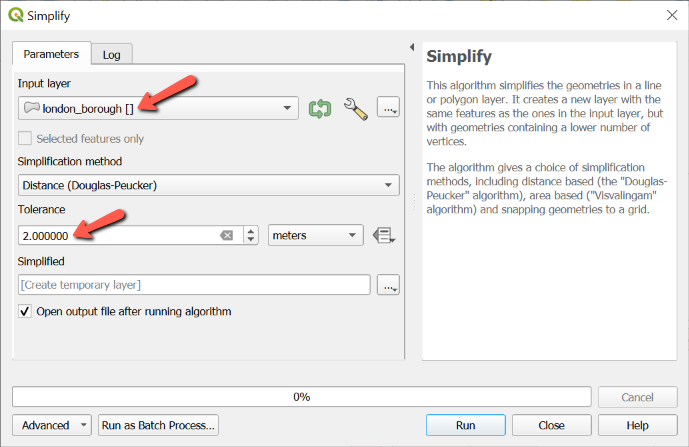 Simplify
Parameters
Log
Input layer
london_borough []
...
Selected features only
Simplification method
Distance (Douglas-Peucker)
Tolerance
2.000000
meters
Simplified
[Create temporary layer]
...
Open output file after running algorithm
Simplify
This algorithm simplifies the geometries in a line
or polygon layer. It creates a new layer with the
same features as the ones in the input layer, but
with geometries containing a lower number of
vertices.
The algorithm gives a choice of simplification
methods, including distance based (the "Douglas-
Peucker" algorithm), area based ("Visvalingam"
algorithm) and snapping geometries to a grid.
0%
Cancel
Advanced
Run as Batch Process...
Run
Close
Help